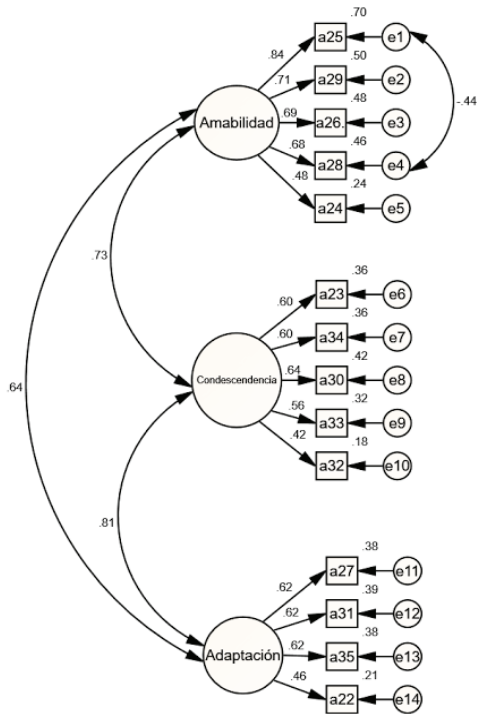 .70
.84
a25
e1
.50
.71
a29
e2
.48
-.44
Amabilidad
.69
a26
e3
.46
.68
a28
e4
.24
.48
a24
e5
.73
.36
.60
a23
e6
.36
.60
a34
e7
.42
Condescendencia
.64
a30
e8
.64
.32
.56
a33
e9
.18
.42
a32
e10
.81
.38
.62
a27
e11
.39
.62
a31
e12
.38
Adaptación
.62
a35
e13
.21
.46
a22
e14